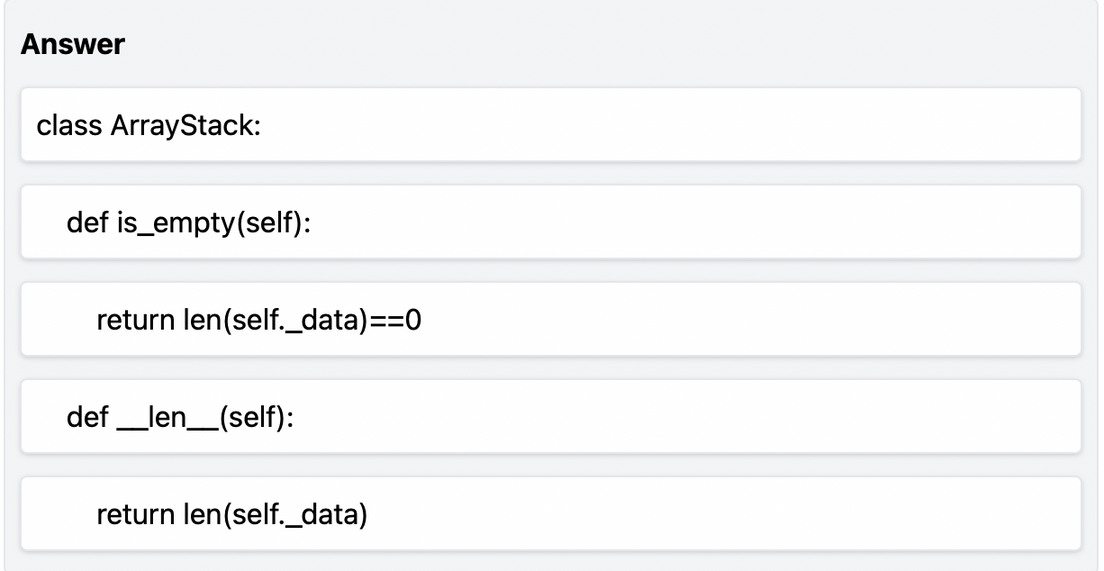 Answer
class ArrayStack:
def is_empty(self):
return len(self._data)==0
def __len__(self):
return len(self._data)